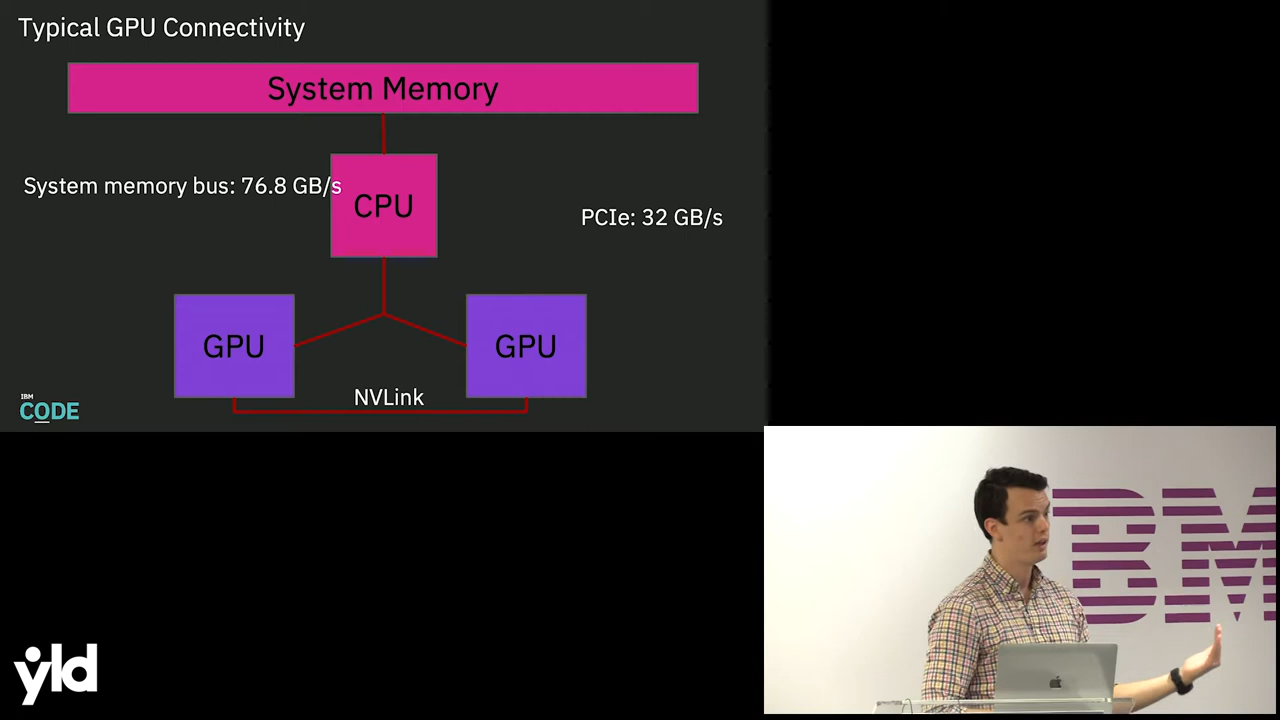 Typical GPU Connectivity
System Memory
System memory bus: 76.8 GB/s
CPU
PCIe: 32 GB/s
GPU
GPU
NVLink
IBM
CODE
IBM
yld